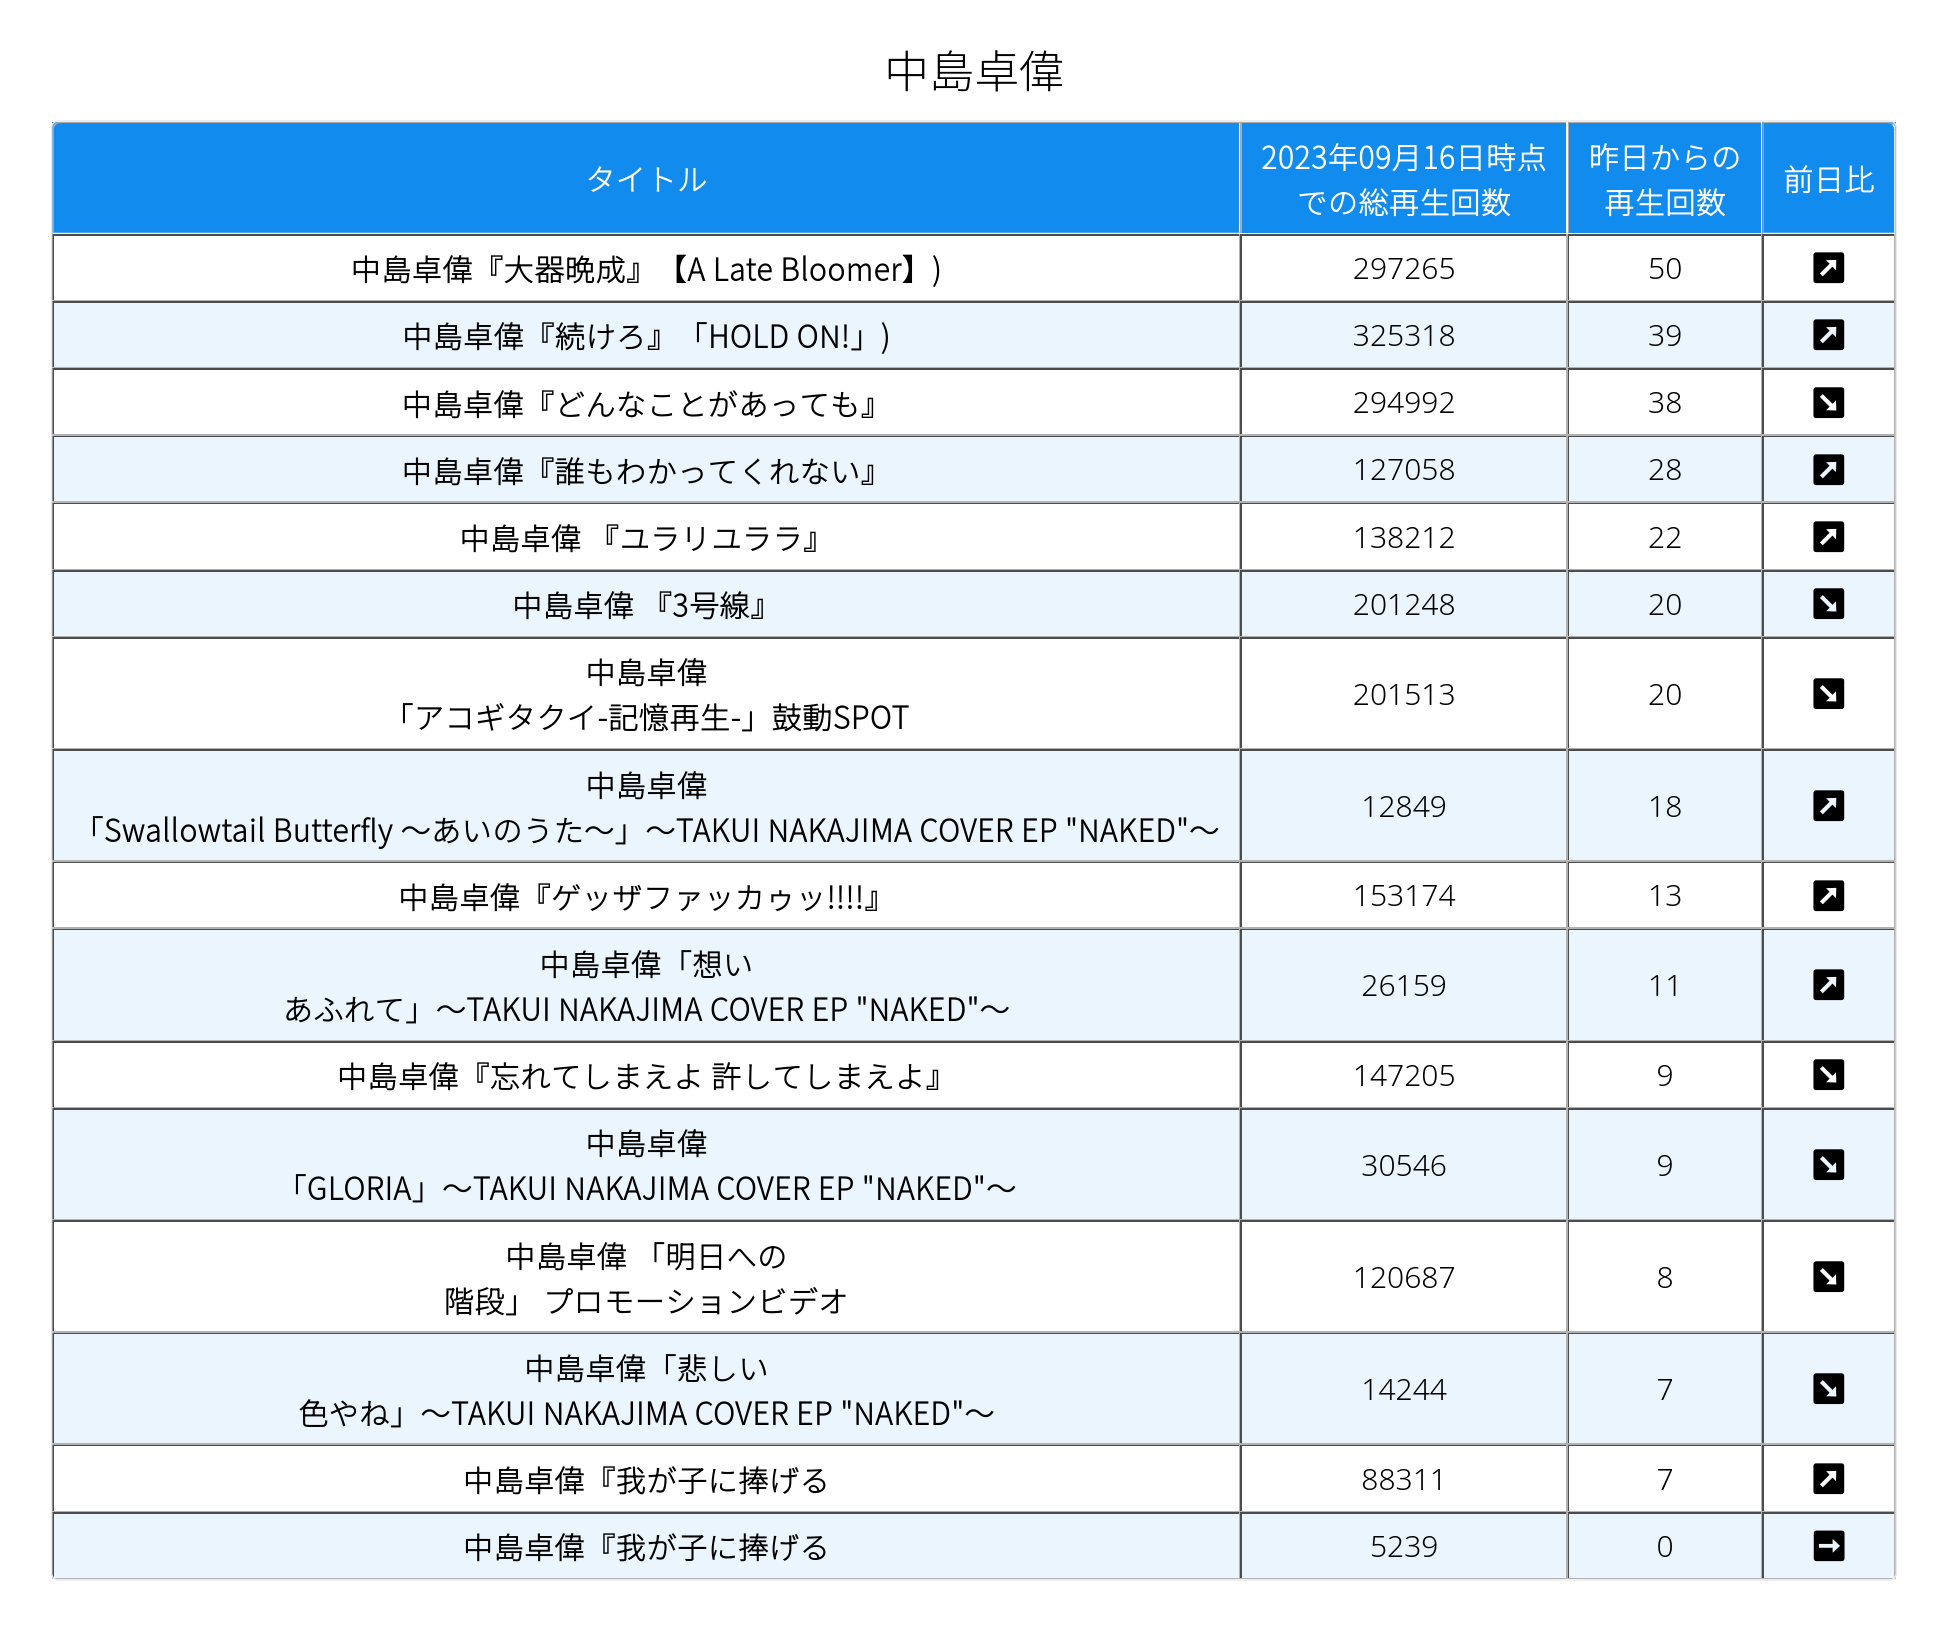 中島卓偉
タイトル
2023年09月16日時点
での総再生回数
昨日からの
再生回数
前日比
中島卓偉『大器晩成』【A Late Bloomer】)
297265
50
中島卓偉『続けろ』「HOLD ON!」)
325318
39
中島卓偉『どんなことがあっても』
294992
38
中島卓偉『誰もわかってくれない』
127058
28
中島卓偉 『ユラリユララ』
138212
22
中島卓偉 『3号線』
201248
20
中島卓偉
「アコギタクイ-記憶再生-」鼓動SPOT
201513
20
中島卓偉
「Swallowtail Butterfly ～あいのうた～」～TAKUI NAKAJIMA COVER EP "NAKED"～
12849
18
中島卓偉『ゲッザファッカゥッ!!!!』
153174
13
中島卓偉「想い
あふれて」～TAKUI NAKAJIMA COVER EP "NAKED"～
26159
11
中島卓偉『忘れてしまえよ 許してしまえよ』
147205
9
中島卓偉
「GLORIA」～TAKUI NAKAJIMA COVER EP "NAKED"～
30546
9
中島卓偉 「明日への
階段」 プロモーションビデオ
120687
8
中島卓偉「悲しい
色やね」～TAKUI NAKAJIMA COVER EP "NAKED"～
14244
7
中島卓偉『我が子に捧げる
88311
7
中島卓偉『我が子に捧げる
5239
0